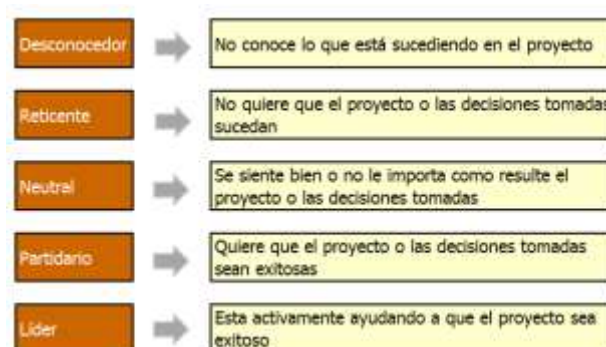 Desconocedor
No conoce lo que está sucediendo en el proyecto
Reticente
No quiere que el proyecto o las decisiones tomadas
sucedan
Neutral
Se siente bien o no le importa como resulte el
proyecto o las decisiones tomadas
Partidario
Quiere que el proyecto o las decisiones tomadas
sean exitosas
Líder
Esta activamente ayudando a que el proyecto sea
exitoso